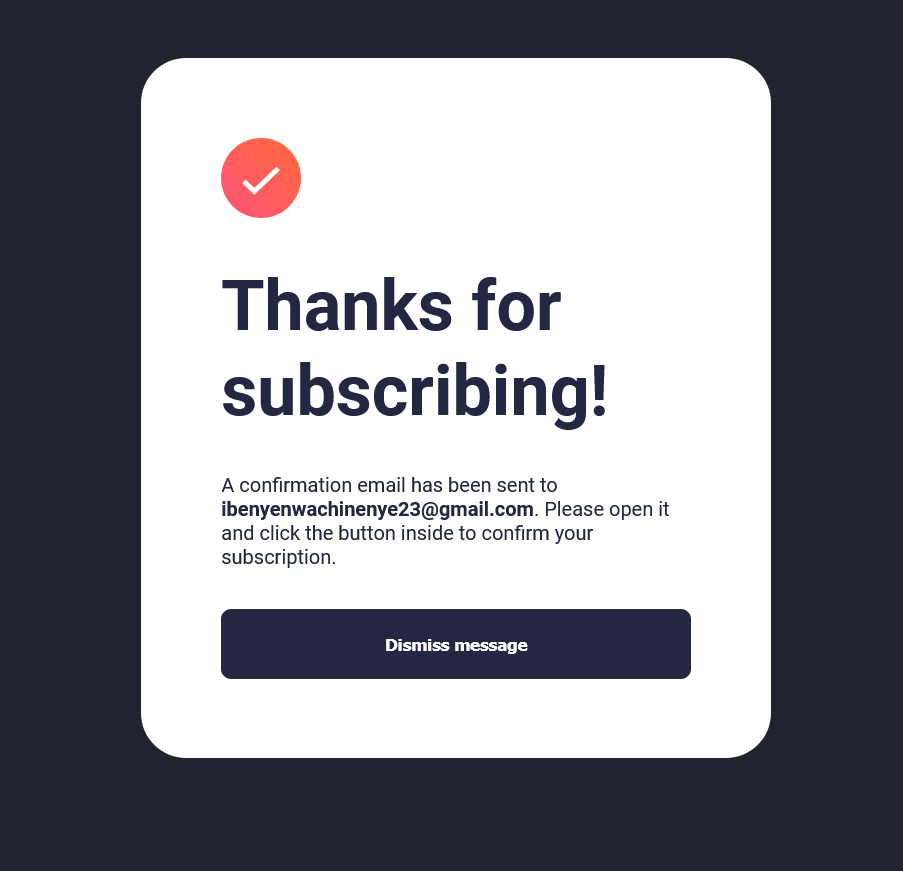 Thanks for
subscribing!
A confirmation email has been sent to
ibenyenwachinenye23@gmail.com. Please open it
and click the button inside to confirm your
subscription.
Dismiss message